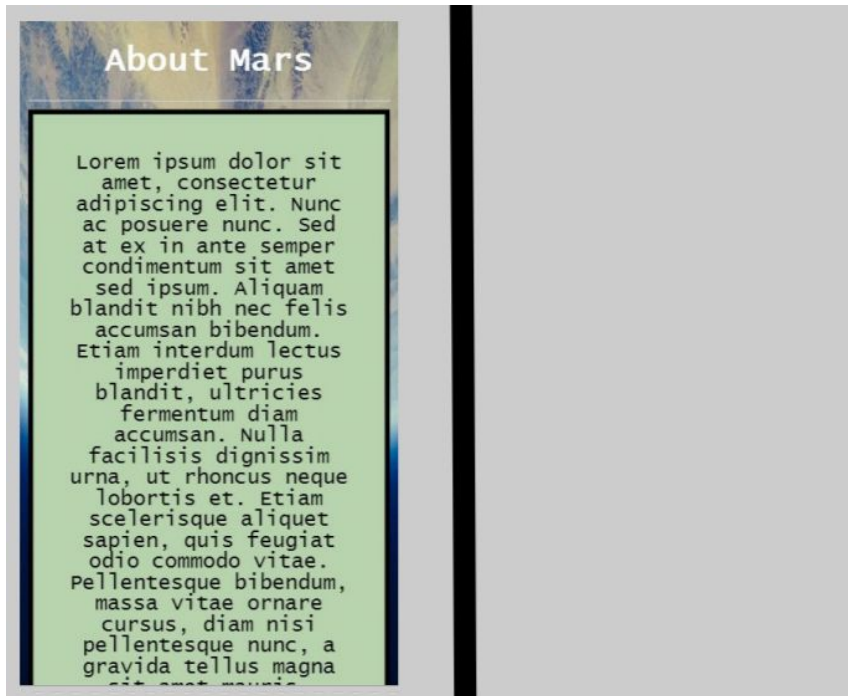 About Mars
Lorem ipsum dolor sit
amet, consectetur
adipiscing elit. Nunc
ac posuere nunc. Sed
at ex in ante semper
condimentum sit amet
sed ipsum. Aliquam
blandit nibh nec felis
accumsan bibendum.
Etiam interdum lectus
imperdiet purus
blandit, ultricies
fermentum diam
accumsan. Nulla
facilisis dignissim
urna, ut rhoncus neque
lobortis et. Etiam
scelerisque aliquet
sapien, quis feugiat
odio commodo vitae.
Pellentesque bibendum,
massa vitae ornare
cursus, diam nisi
pellentesque nunc, a
gravida tellus magna
sit amet mauris